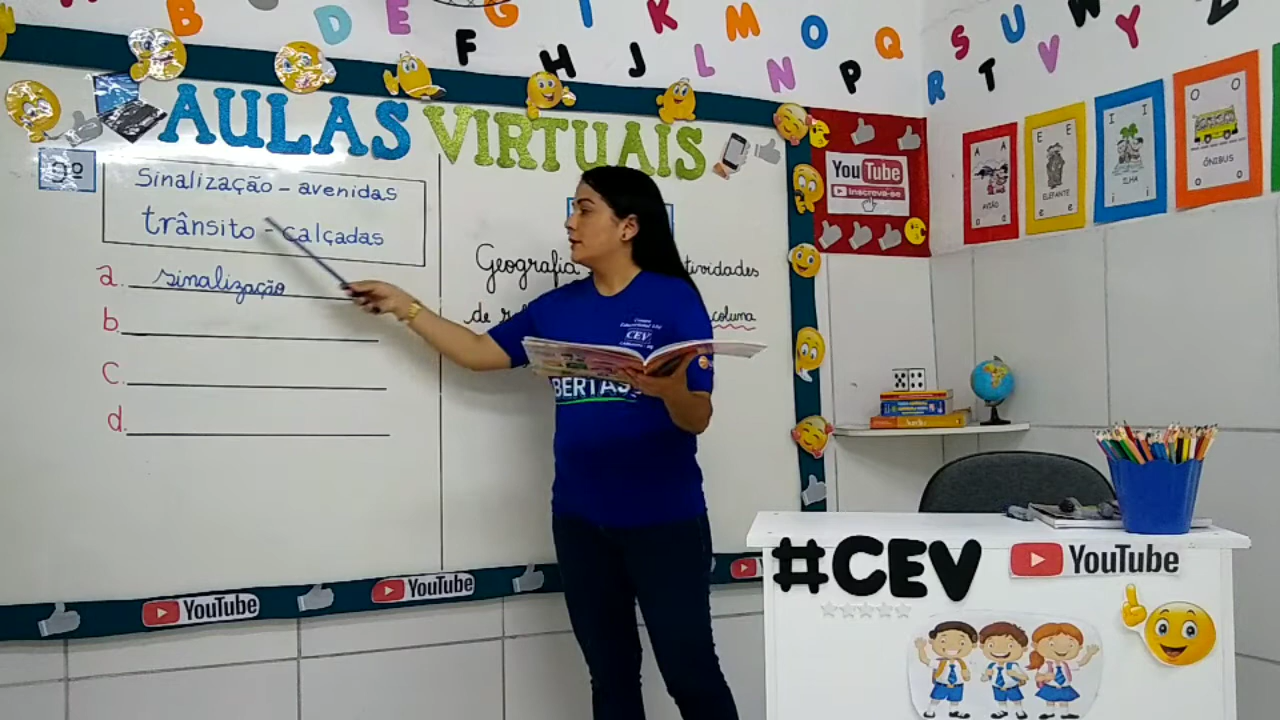 B D E G I K M O Q S U W Y Z
F H J L N P R T V
AULAS VIRTUAIS
9º
Sinalização - avenidas
trânsito - calçadas
a. sinalização
b.
c.
d.
Geografia tividades
de coluna
YouTube
Inscreva-se
A A
AVIÃO
a a
E E
ELEFANTE
e e
I I
ILHA
i i
O O
ÔNIBUS
o o
CEV
BERTAS
#CEV YouTube
YouTube
YouTube